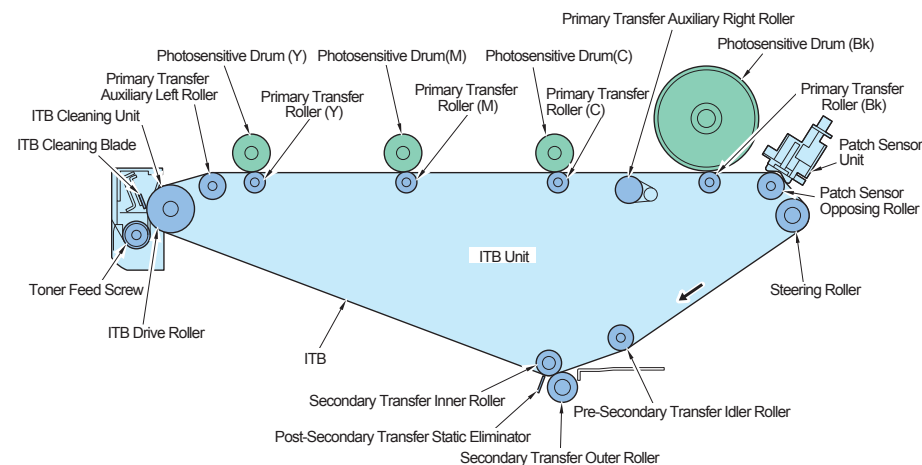 Primary Transfer Auxiliary Right Roller
Photosensitive Drum (Y)
Photosensitive Drum(M)
Photosensitive Drum(C)
Photosensitive Drum (Bk)
Primary Transfer
Auxiliary Left Roller
Primary Transfer
Roller (Y)
Primary Transfer
Roller (M)
Primary Transfer
Roller (C)
Primary Transfer
Roller (Bk)
ITB Cleaning Unit
ITB Cleaning Blade
Patch Sensor
Unit
Patch Sensor
Opposing Roller
ITB Unit
Toner Feed Screw
Steering Roller
ITB Drive Roller
ITB
Secondary Transfer Inner Roller
Pre-Secondary Transfer Idler Roller
Post-Secondary Transfer Static Eliminator
Secondary Transfer Outer Roller